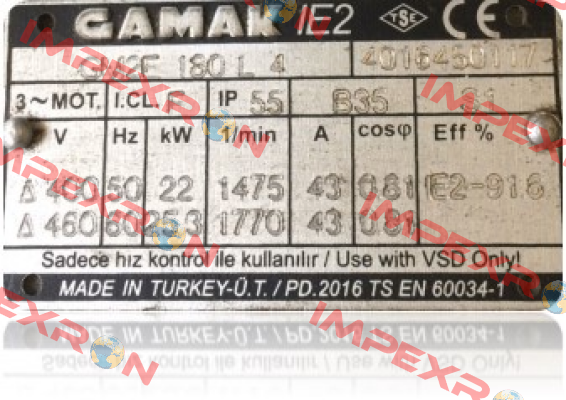 GAMAK IE2 TSE CE
GM2E 180 L 4 4016450117
3~MOT. I.CL. F IP 55 B35
V Hz kW 1/min A cosφ Eff %
Δ 400 50 22 1475 43 0.81 IE2-91.6
Δ 460 60 25.3 1770 43 0.81
Sadece hız kontrol ile kullanılır / Use with VSD Only!
MADE IN TURKEY-Ü.T. / PD.2016 TS EN 60034-1
IMPEXRON